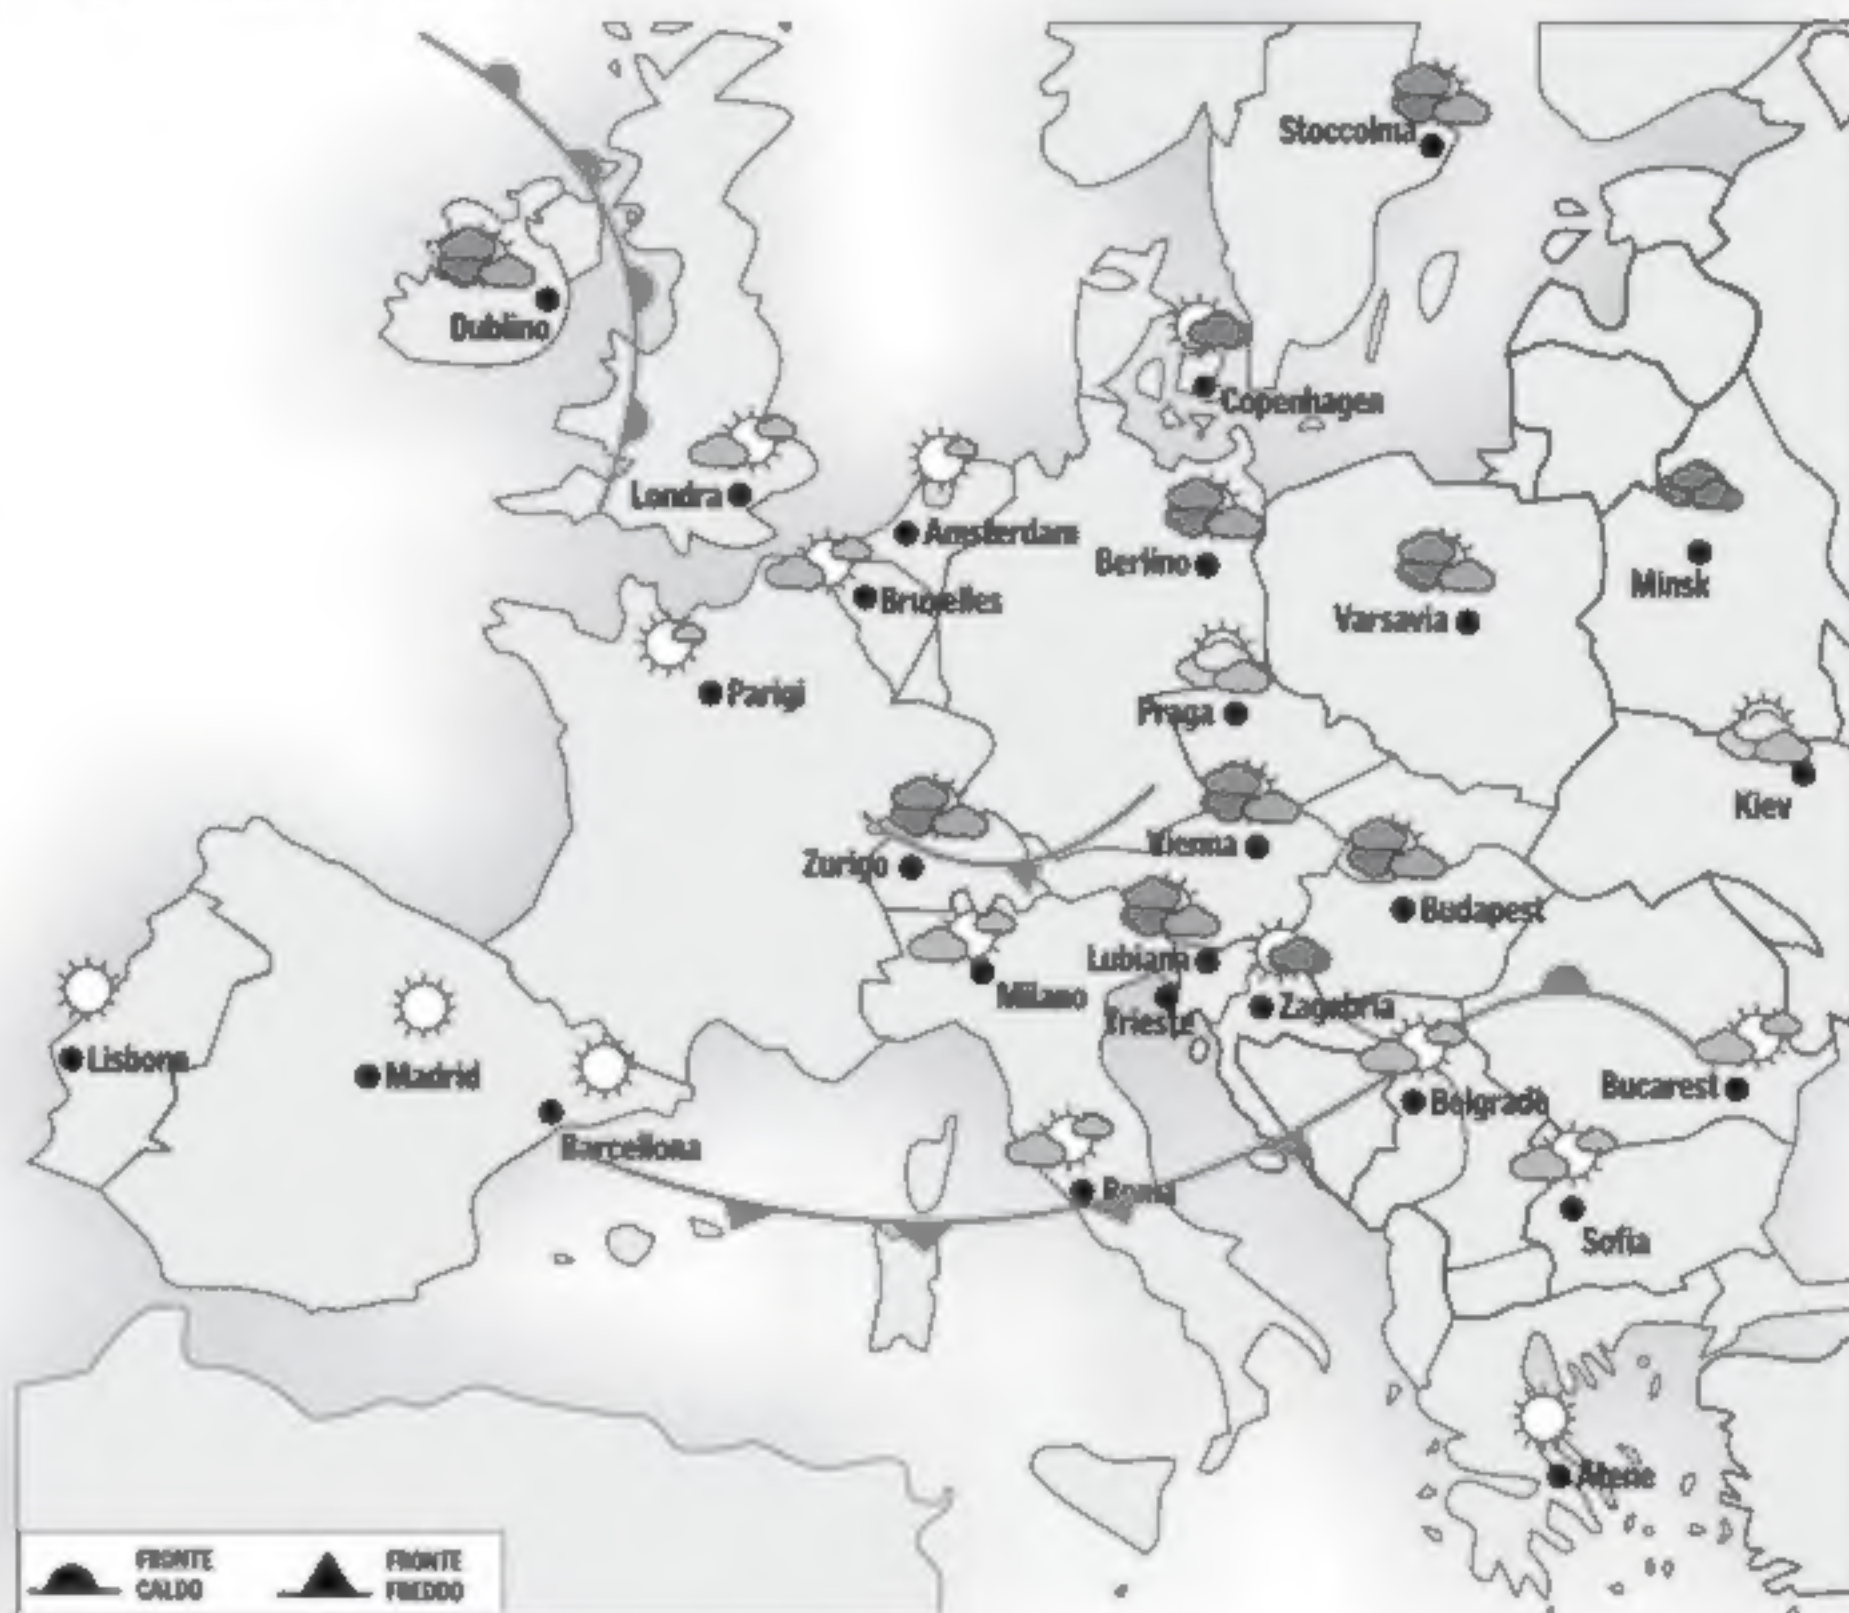 Stoccolma
Dublino
Copenhagen
Londra
Amsterdam
Berlino
Minsk
Bruxelles
Varsavia
Parigi
Praga
Kiev
Vienna
Zurigo
Budapest
Lubiana
Milano
Zagabria
Trieste
Lisbona
Madrid
Belgrado
Bucarest
Barcellona
Roma
Sofia
Atene
FRONTE
CALDO
FRONTE
FREDDO